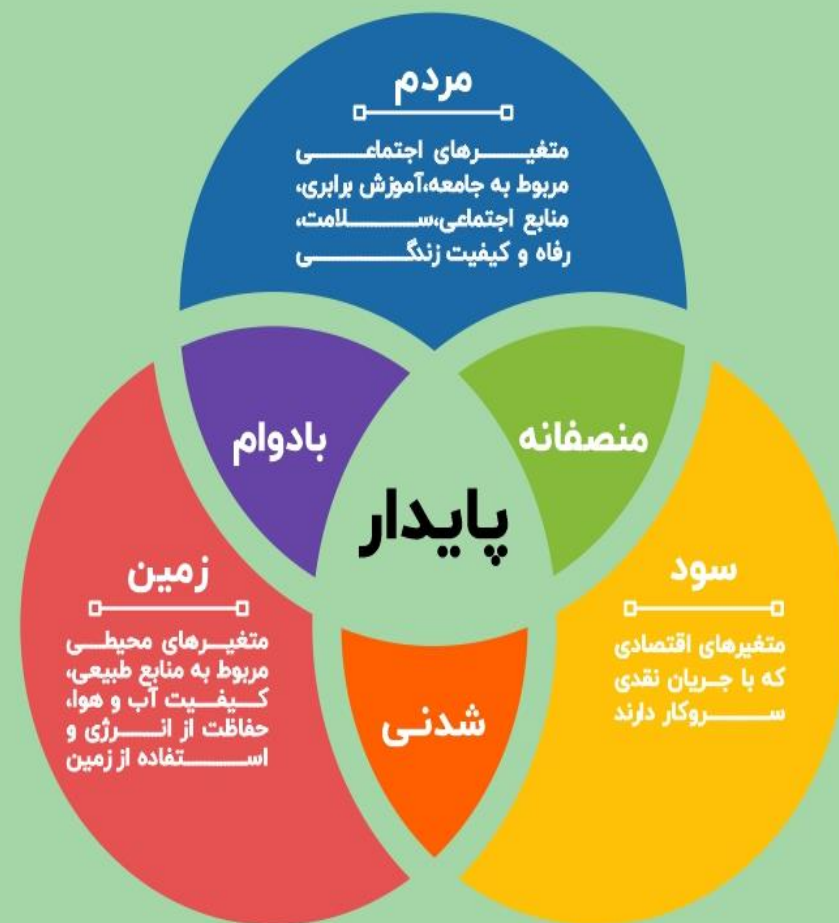 مردم
متغیرهای اجتماعی
مربوط به جامعه،آموزش برابری،
منابع اجتماعی،سلامت،
رفاه و کیفیت زندگی
بادوام
منصفانه
پایدار
زمین
متغیرهای محیطی
مربوط به منابع طبیعی،
کیفیت آب و هوا،
حفاظت از انرژی و
استفاده از زمین
سود
متغیرهای اقتصادی
که با جریان نقدی
سروکار دارند
شدنی